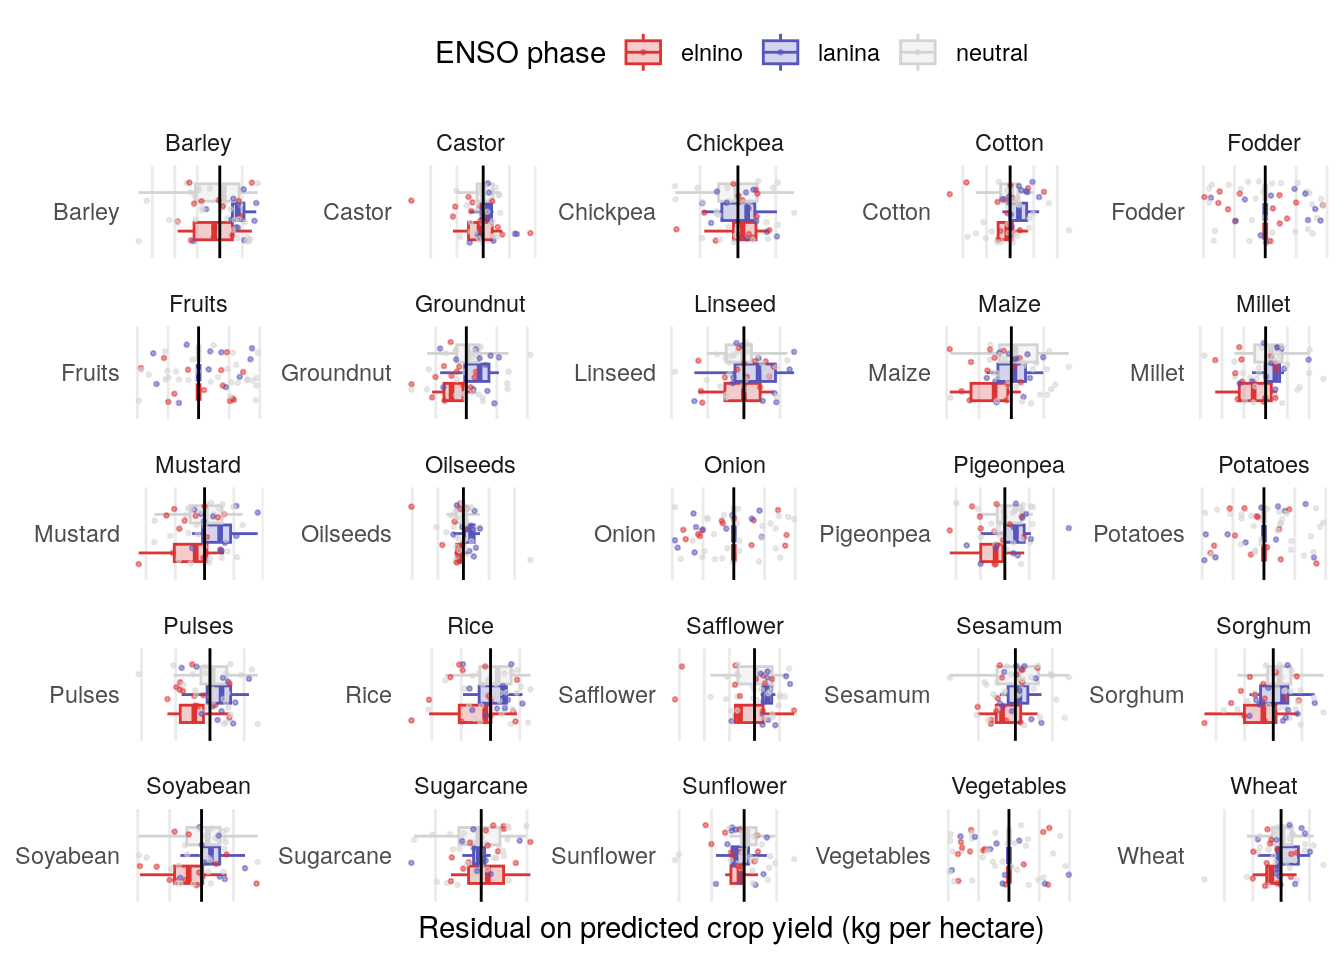 ENSO phase elnino lanina neutral
Barley Castor Chickpea Cotton Fodder
Barley Castor Chickpea Cotton Fodder
Fruits Groundnut Linseed Maize Millet
Fruits Groundnut Linseed Maize Millet
Mustard Oilseeds Onion Pigeonpea Potatoes
Mustard Oilseeds Onion Pigeonpea Potatoes
Pulses Rice Safflower Sesamum Sorghum
Pulses Rice Safflower Sesamum Sorghum
Soyabean Sugarcane Sunflower Vegetables Wheat
Soyabean Sugarcane Sunflower Vegetables Wheat
Residual on predicted crop yield (kg per hectare)